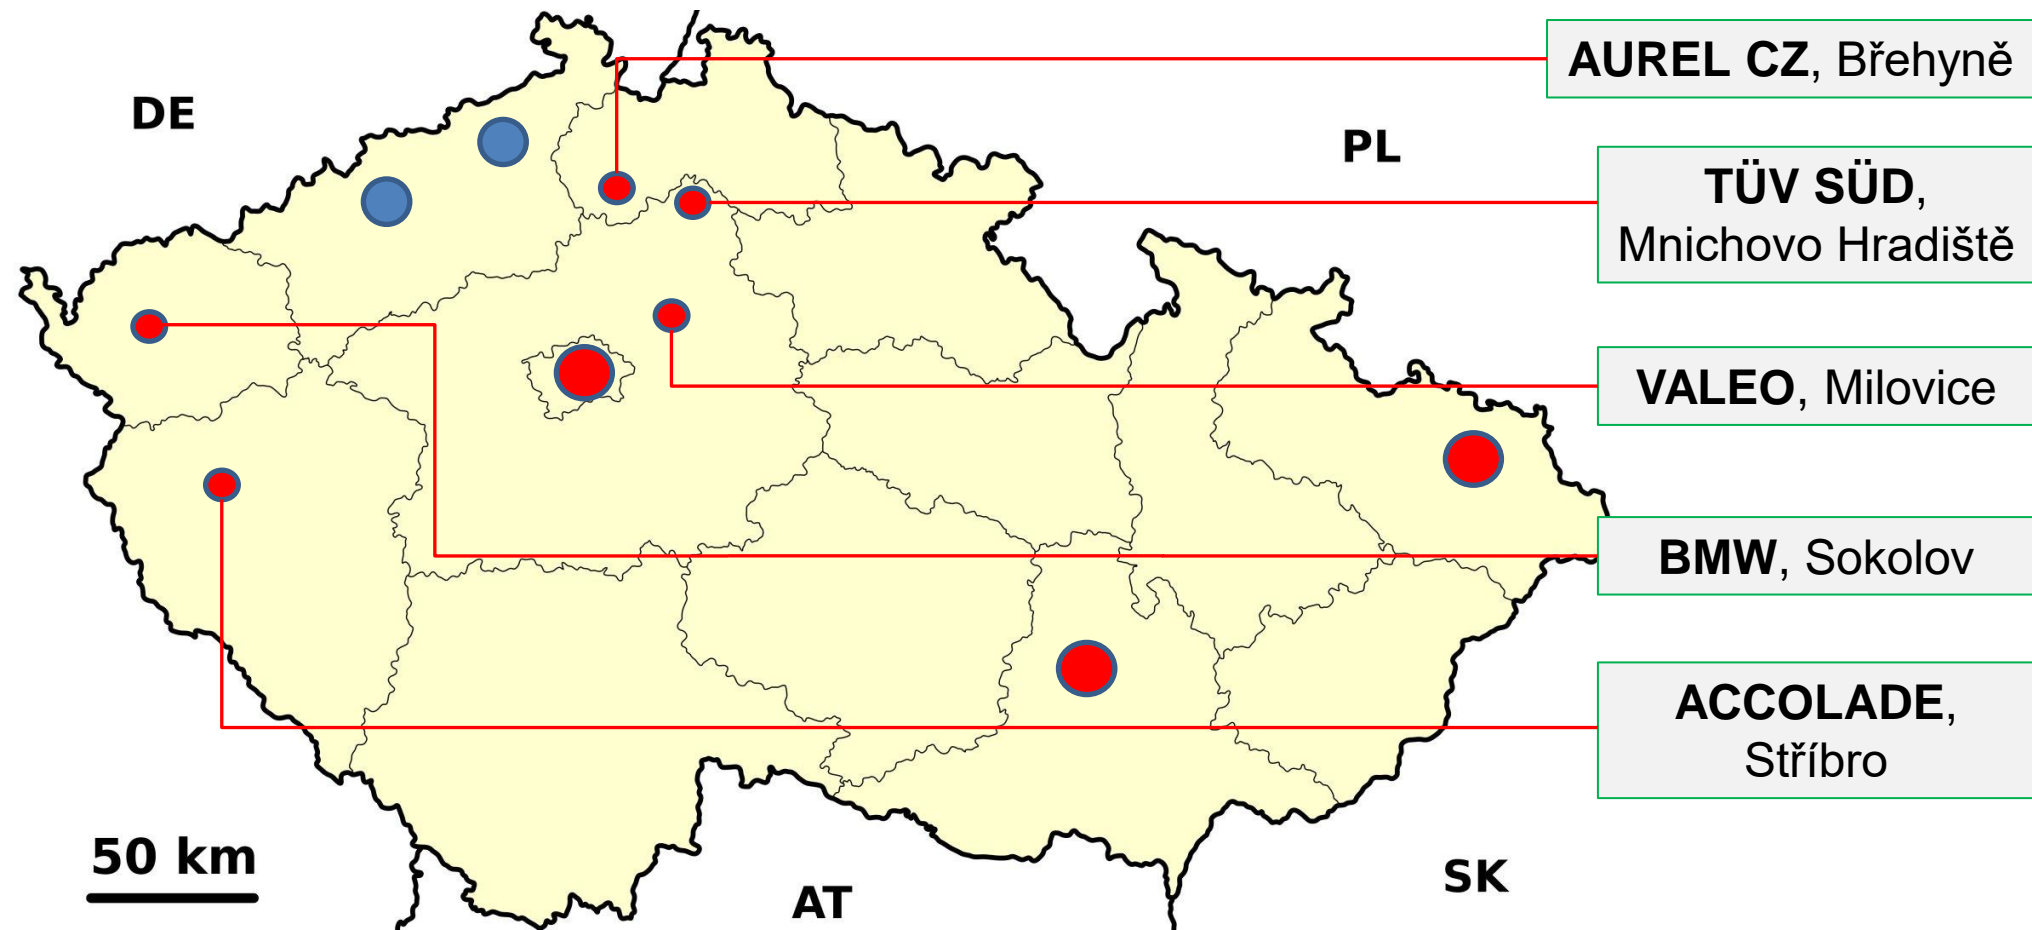 AUREL CZ, Břehyně
DE
PL
TÜV SÜD,
Mnichovo Hradiště
VALEO, Milovice
BMW, Sokolov
ACCOLADE,
Stříbro
50 km
AT
SK